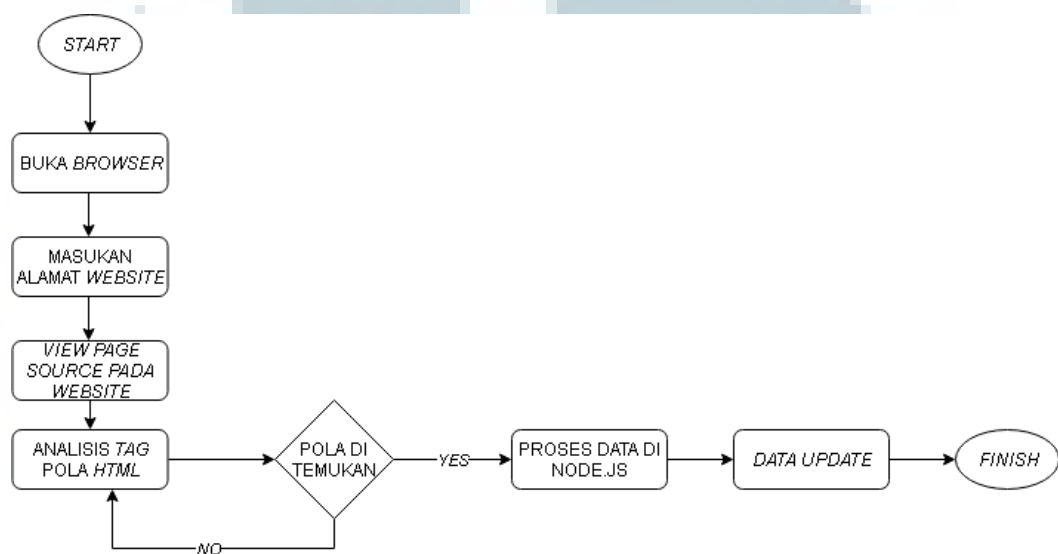 START
BUKA BROWSER
MASUKAN
ALAMAT WEBSITE
VIEW PAGE
SOURCE PADA
WEBSITE
ANALISIS TAG
POLA HTML
POLA DI
TEMUKAN
YES
PROSES DATA DI
NODE.JS
DATA UPDATE
FINISH
NO